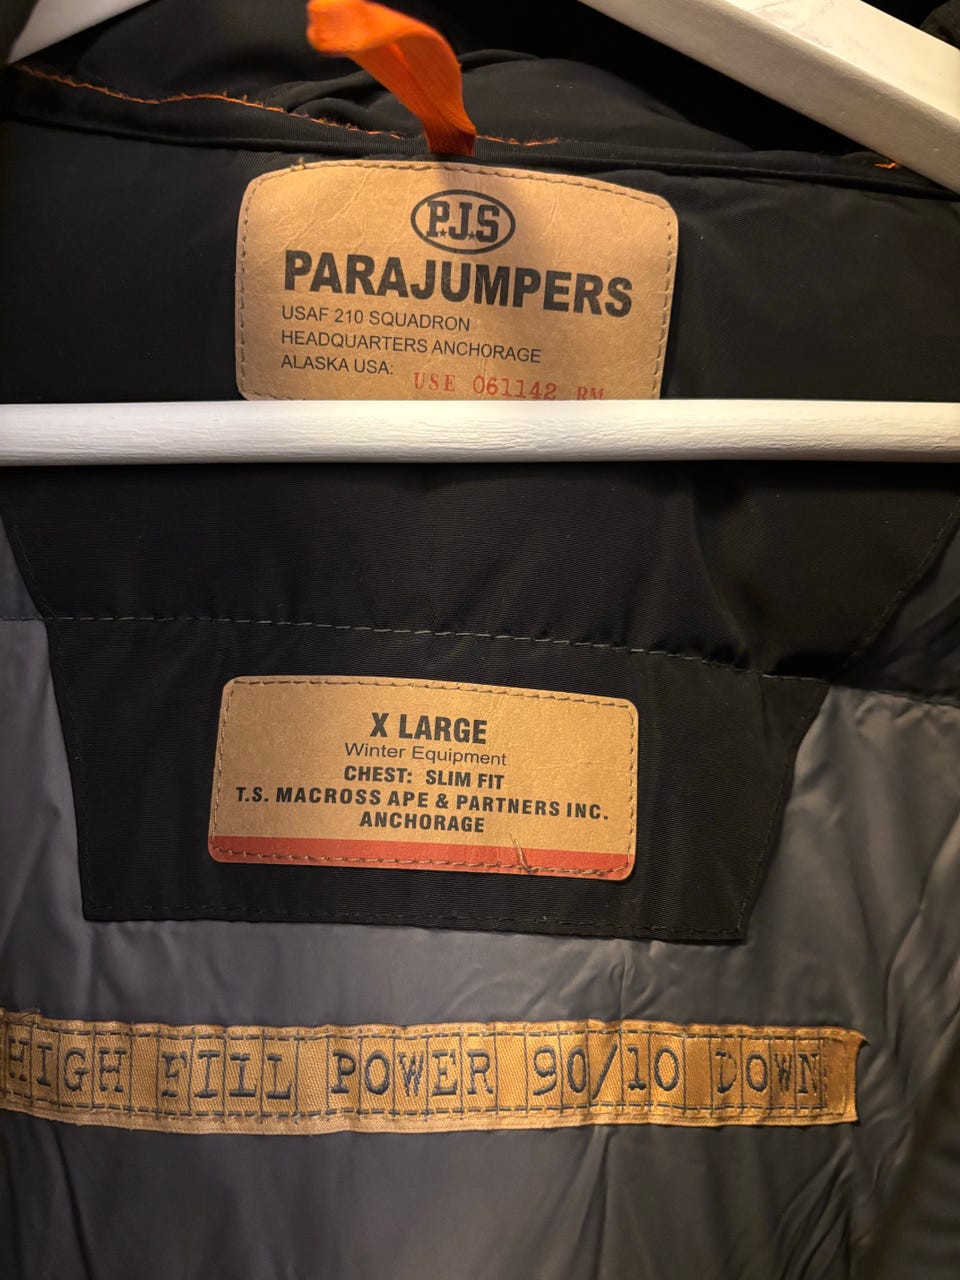 P.J.S
PARAJUMPERS
USAF 210 SQUADRON
HEADQUARTERS ANCHORAGE
ALASKA USA: USE 061142 RM
X LARGE
Winter Equipment
CHEST: SLIM FIT
T.S. MACROSS APE & PARTNERS INC.
ANCHORAGE
HIGH FILL POWER 90/10 DOWN